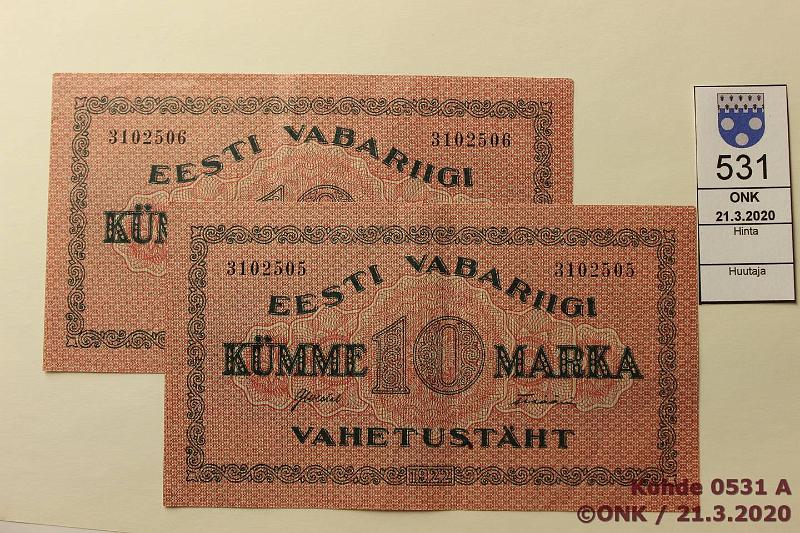 3102506 3102506
EESTI VABARIIGI
10
KÜM
3102505 3102505
EESTI VABARIIGI
KÜMME 10 MARKA
VAHETUSTÄHT
1922
531
ONK
21.3.2020
Hinta
Huutaja
Kohde 0531 A
©ONK / 21.3.2020